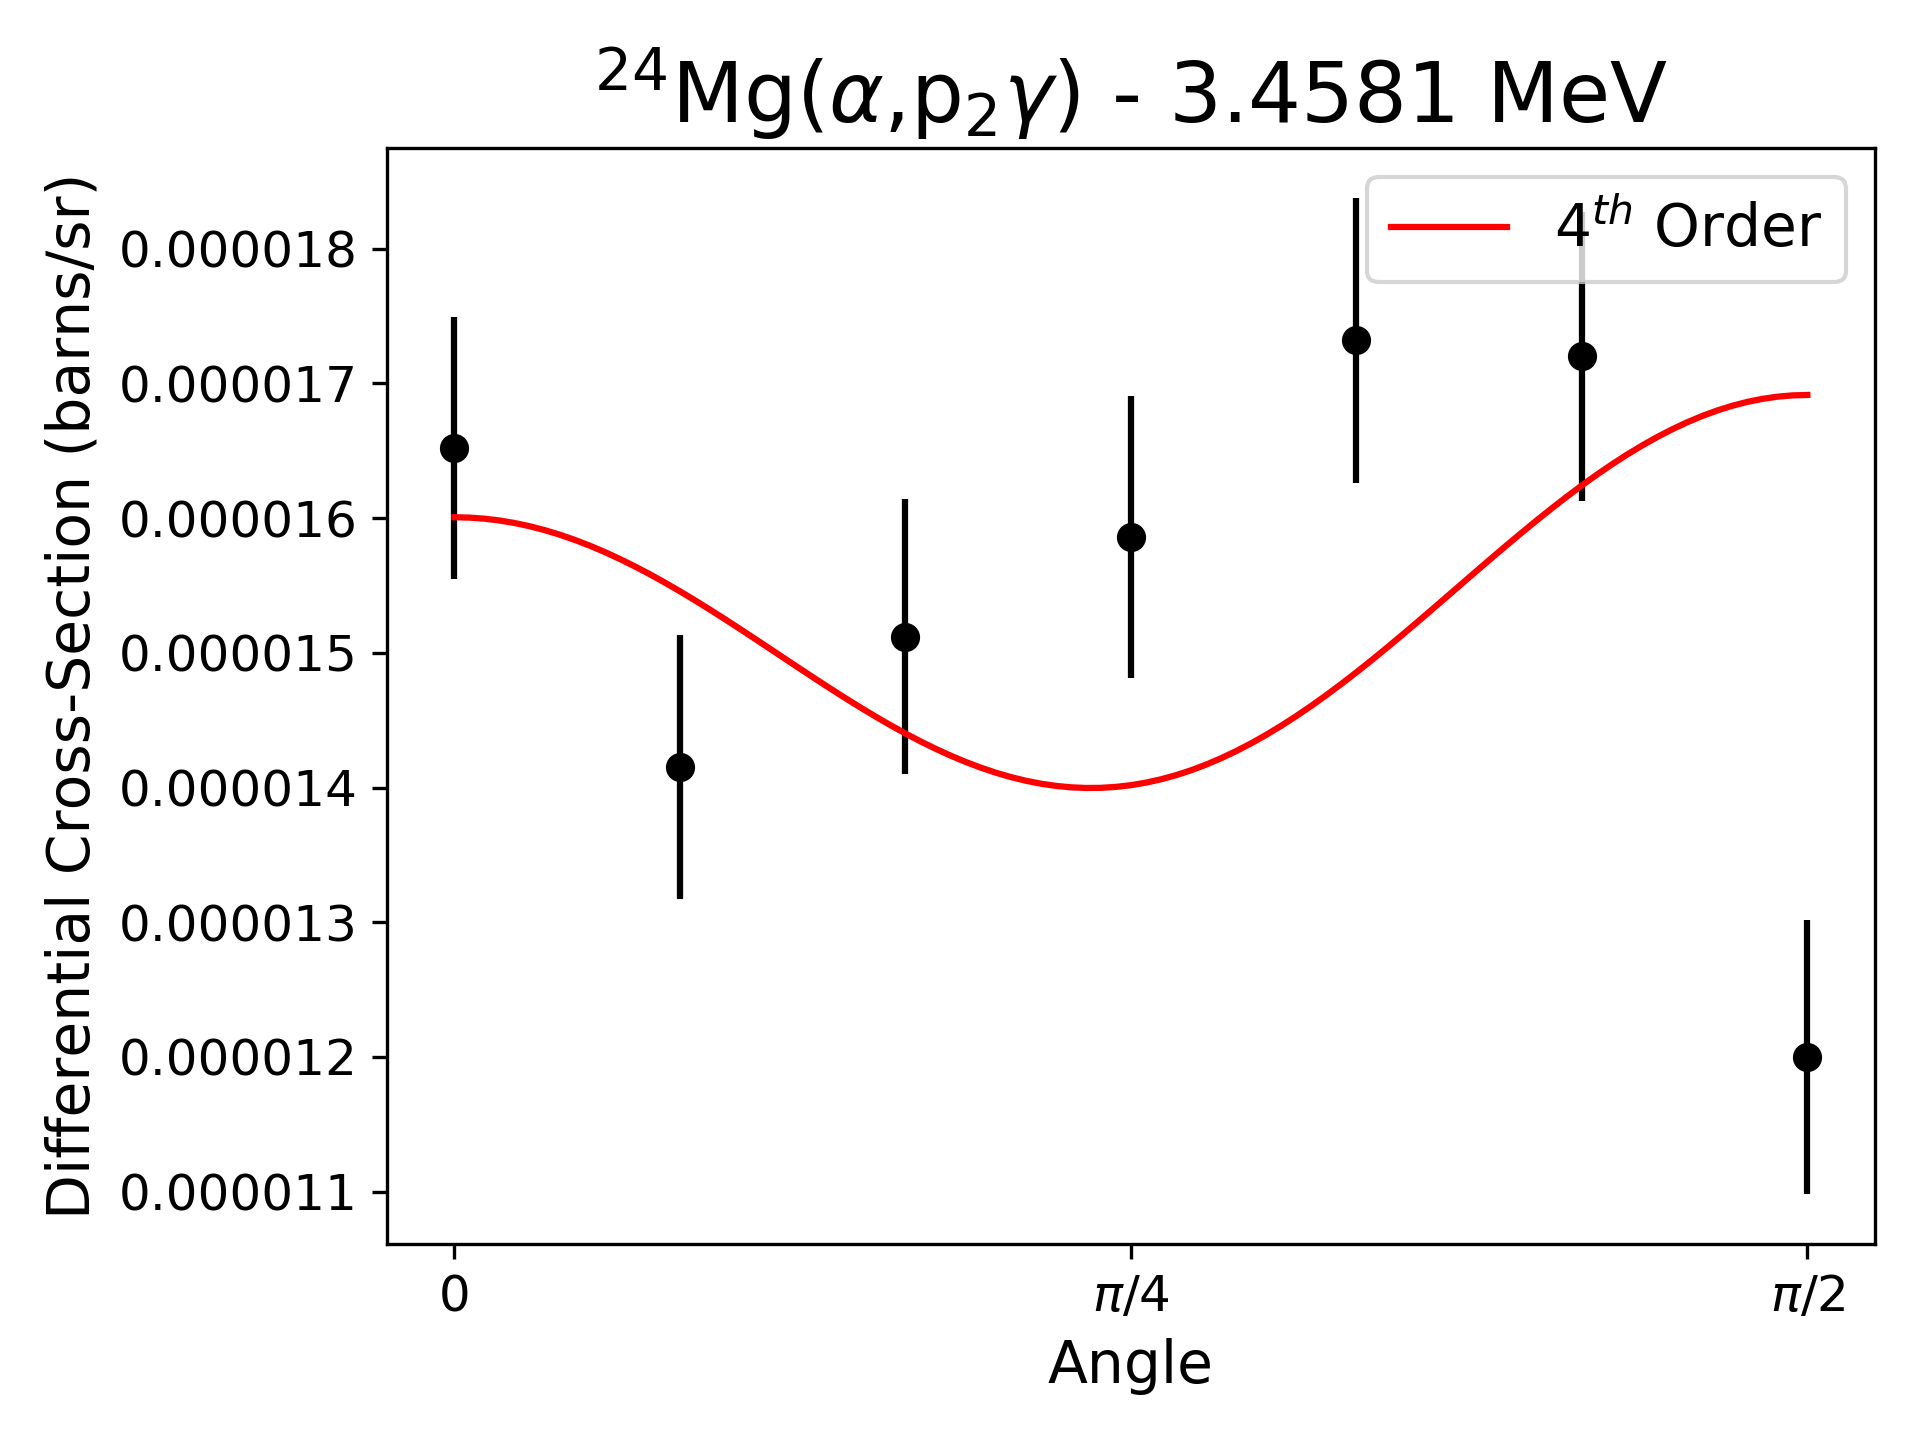 ²⁴Mg(α,p₂γ) - 3.4581 MeV
4ᵗʰ Order
Differential Cross-Section (barns/sr)
0.000018
0.000017
0.000016
0.000015
0.000014
0.000013
0.000012
0.000011
0 π/4 π/2
Angle